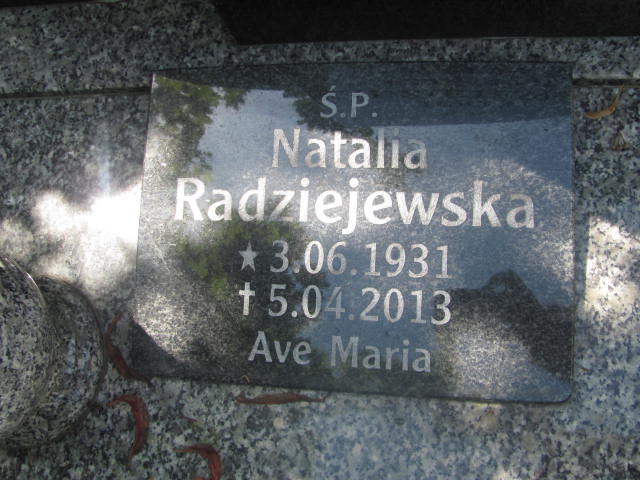 Ś.P.
Natalia
Radziejewska
★ 3.06.1931
† 5.04.2013
Ave Maria